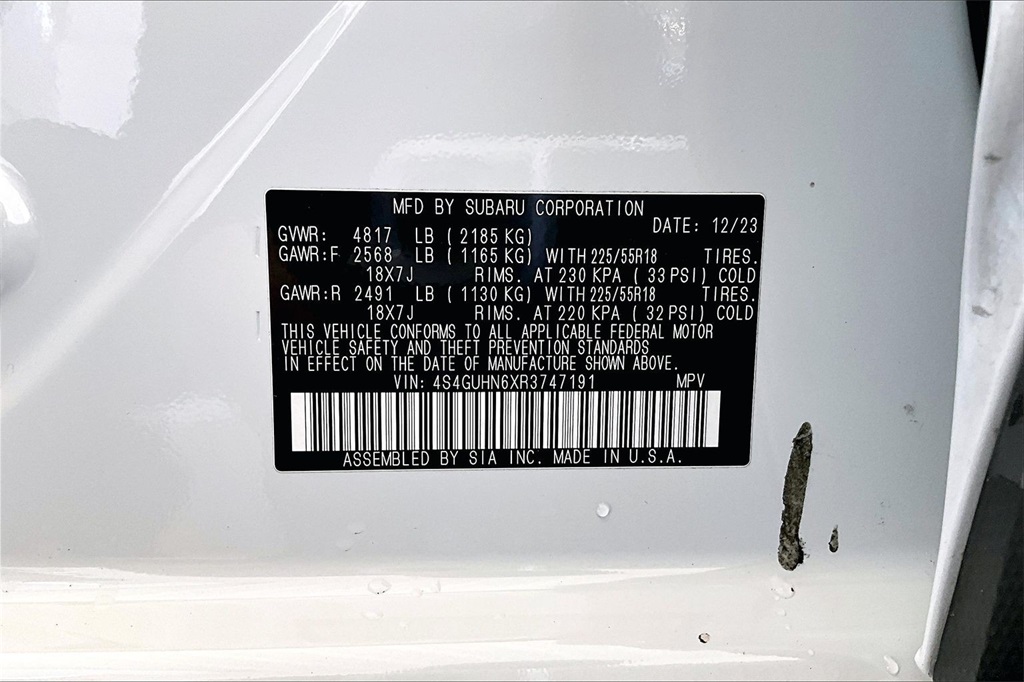 MFD BY SUBARU CORPORATION
DATE: 12/23
GVWR: 4817 LB ( 2185 KG)
GAWR:F 2568 LB ( 1165 KG) WITH 225/55R18 TIRES.
18X7J RIMS. AT 230 KPA ( 33 PSI) COLD
GAWR:R 2491 LB ( 1130 KG) WITH 225/55R18 TIRES.
18X7J RIMS. AT 220 KPA ( 32 PSI) COLD
THIS VEHICLE CONFORMS TO ALL APPLICABLE FEDERAL MOTOR
VEHICLE SAFETY AND THEFT PREVENTION STANDARDS
IN EFFECT ON THE DATE OF MANUFACTURE SHOWN ABOVE.
VIN: 4S4GUHN6XR3747191 MPV
ASSEMBLED BY SIA INC. MADE IN U.S.A.